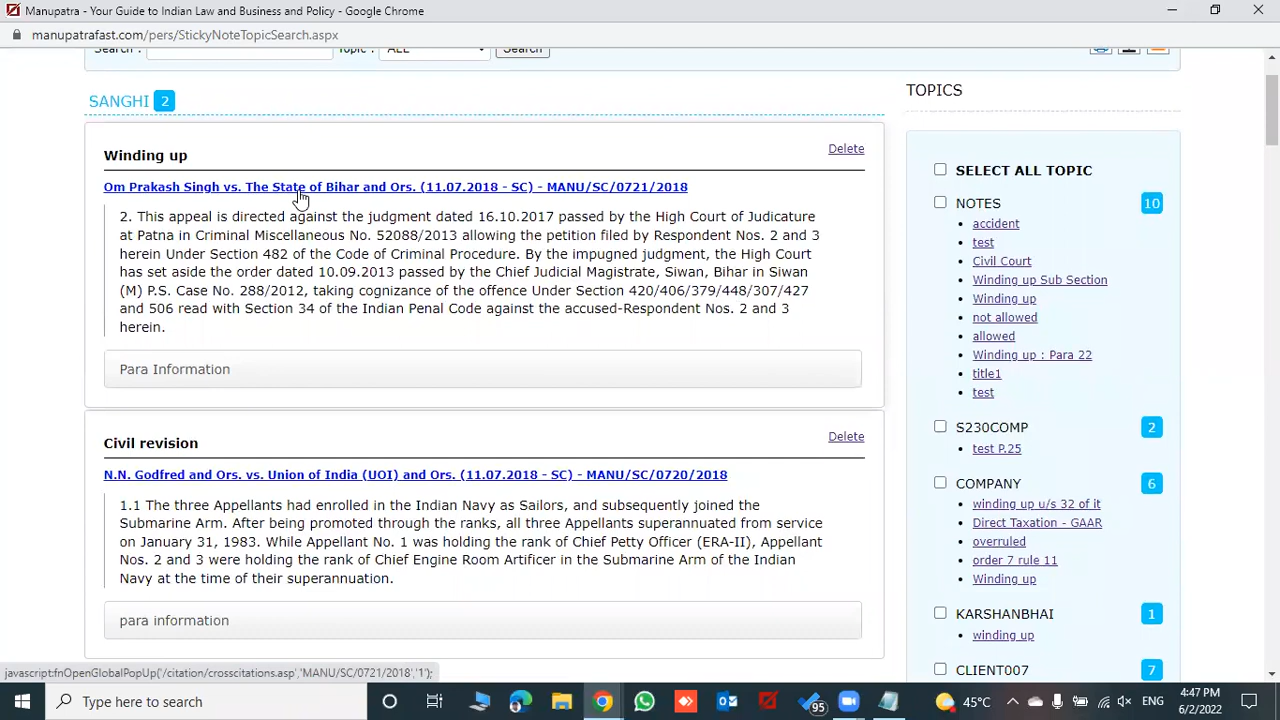 Manupatra - Your Guide to Indian Law and Business and Policy - Google Chrome
manupatrafast.com/pers/StickyNoteTopicSearch.aspx
Search : Topic : ALL Search
SANGHI 2
Winding up
Delete
Om Prakash Singh vs. The State of Bihar and Ors. (11.07.2018 - SC) - MANU/SC/0721/2018
2. This appeal is directed against the judgment dated 16.10.2017 passed by the High Court of Judicature
at Patna in Criminal Miscellaneous No. 52088/2013 allowing the petition filed by Respondent Nos. 2 and 3
herein Under Section 482 of the Code of Criminal Procedure. By the impugned judgment, the High Court
has set aside the order dated 10.09.2013 passed by the Chief Judicial Magistrate, Siwan, Bihar in Siwan
(M) P.S. Case No. 288/2012, taking cognizance of the offence Under Section 420/406/379/448/307/427
and 506 read with Section 34 of the Indian Penal Code against the accused-Respondent Nos. 2 and 3
herein.
Para Information
Civil revision
Delete
N.N. Godfred and Ors. vs. Union of India (UOI) and Ors. (11.07.2018 - SC) - MANU/SC/0720/2018
1.1 The three Appellants had enrolled in the Indian Navy as Sailors, and subsequently joined the
Submarine Arm. After being promoted through the ranks, all three Appellants superannuated from service
on January 31, 1983. While Appellant No. 1 was holding the rank of Chief Petty Officer (ERA-II), Appellant
Nos. 2 and 3 were holding the rank of Chief Engine Room Artificer in the Submarine Arm of the Indian
Navy at the time of their superannuation.
para information
TOPICS
SELECT ALL TOPIC
NOTES 10
accident
test
Civil Court
Winding up Sub Section
Winding up
not allowed
allowed
Winding up : Para 22
title1
test
S230COMP 2
test P.25
COMPANY 6
winding up u/s 32 of it
Direct Taxation - GAAR
overruled
order 7 rule 11
Winding up
KARSHANBHAI 1
winding up
CLIENT007 7
javascript:fnOpenGlobalPopUp('/citation/crosscitations.asp','MANU/SC/0721/2018','1');
Type here to search
95
45°C
ENG
4:47 PM
6/2/2022